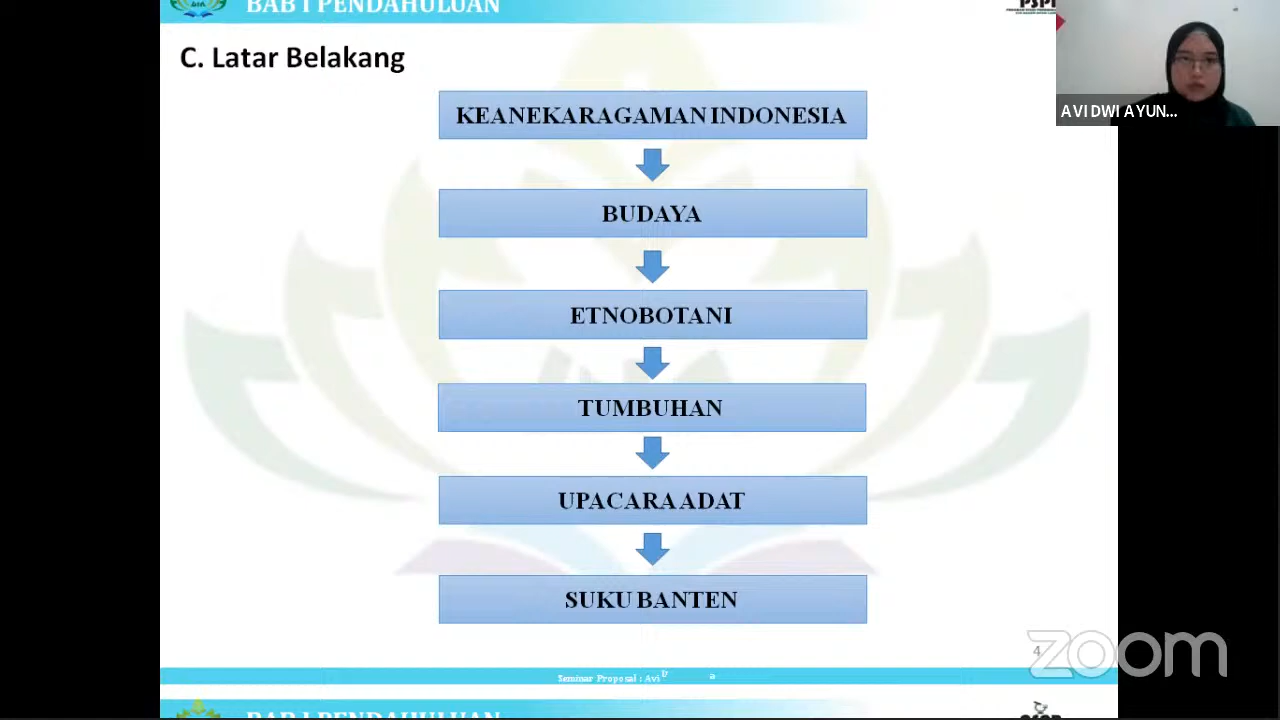 BAB I PENDAHULUAN
C. Latar Belakang
AVI DWI AYUN...
KEANEKARAGAMAN INDONESIA
BUDAYA
ETNOBOTANI
TUMBUHAN
UPACARA ADAT
SUKU BANTEN
4
zoom
Seminar Proposal : Avi
BAB I PENDAHULUAN